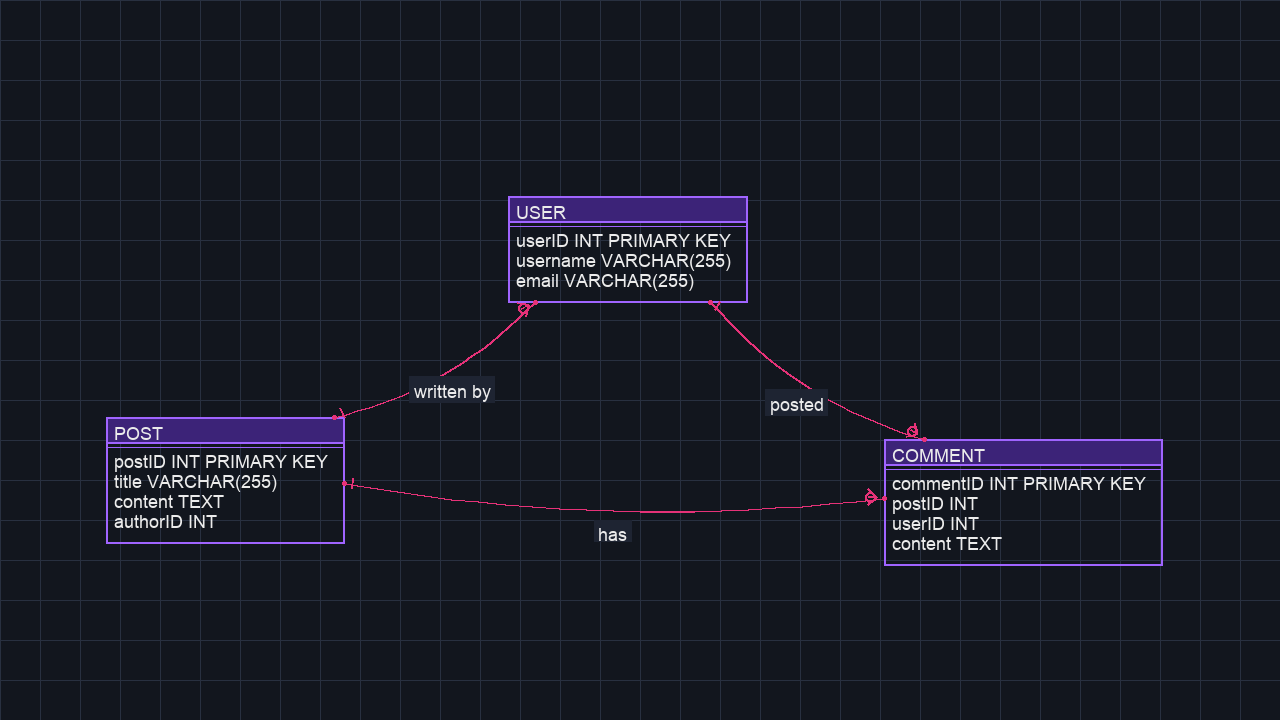 USER
userID INT PRIMARY KEY
username VARCHAR(255)
email VARCHAR(255)
written by
posted
POST
postID INT PRIMARY KEY
title VARCHAR(255)
content TEXT
authorID INT
COMMENT
commentID INT PRIMARY KEY
postID INT
userID INT
content TEXT
has